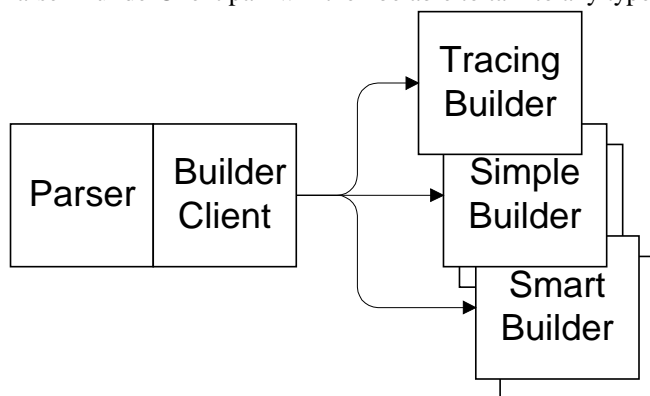 Parser
Builder
Client
Tracing
Builder
Simple
Builder
Smart
Builder